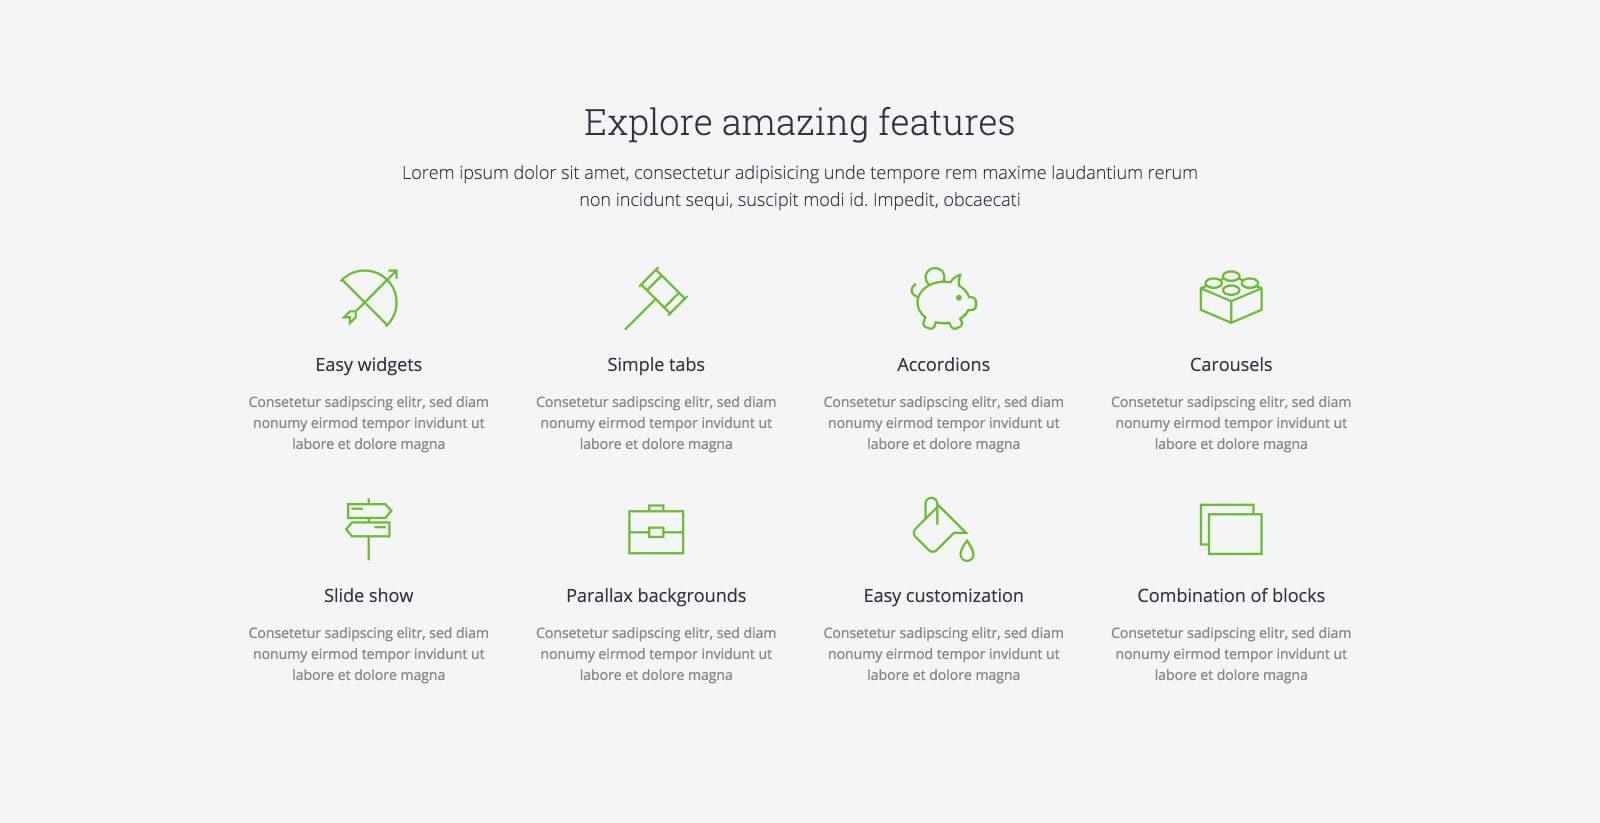 Explore amazing features
Lorem ipsum dolor sit amet, consectetur adipisicing unde tempore rem maxime laudantium rerum
non incidunt sequi, suscipit modi id. Impedit, obcaecati
Easy widgets
Consetetur sadipscing elitr, sed diam
nonumy eirmod tempor invidunt ut
labore et dolore magna
Simple tabs
Consetetur sadipscing elitr, sed diam
nonumy eirmod tempor invidunt ut
labore et dolore magna
Accordions
Consetetur sadipscing elitr, sed diam
nonumy eirmod tempor invidunt ut
labore et dolore magna
Carousels
Consetetur sadipscing elitr, sed diam
nonumy eirmod tempor invidunt ut
labore et dolore magna
Slide show
Consetetur sadipscing elitr, sed diam
nonumy eirmod tempor invidunt ut
labore et dolore magna
Parallax backgrounds
Consetetur sadipscing elitr, sed diam
nonumy eirmod tempor invidunt ut
labore et dolore magna
Easy customization
Consetetur sadipscing elitr, sed diam
nonumy eirmod tempor invidunt ut
labore et dolore magna
Combination of blocks
Consetetur sadipscing elitr, sed diam
nonumy eirmod tempor invidunt ut
labore et dolore magna